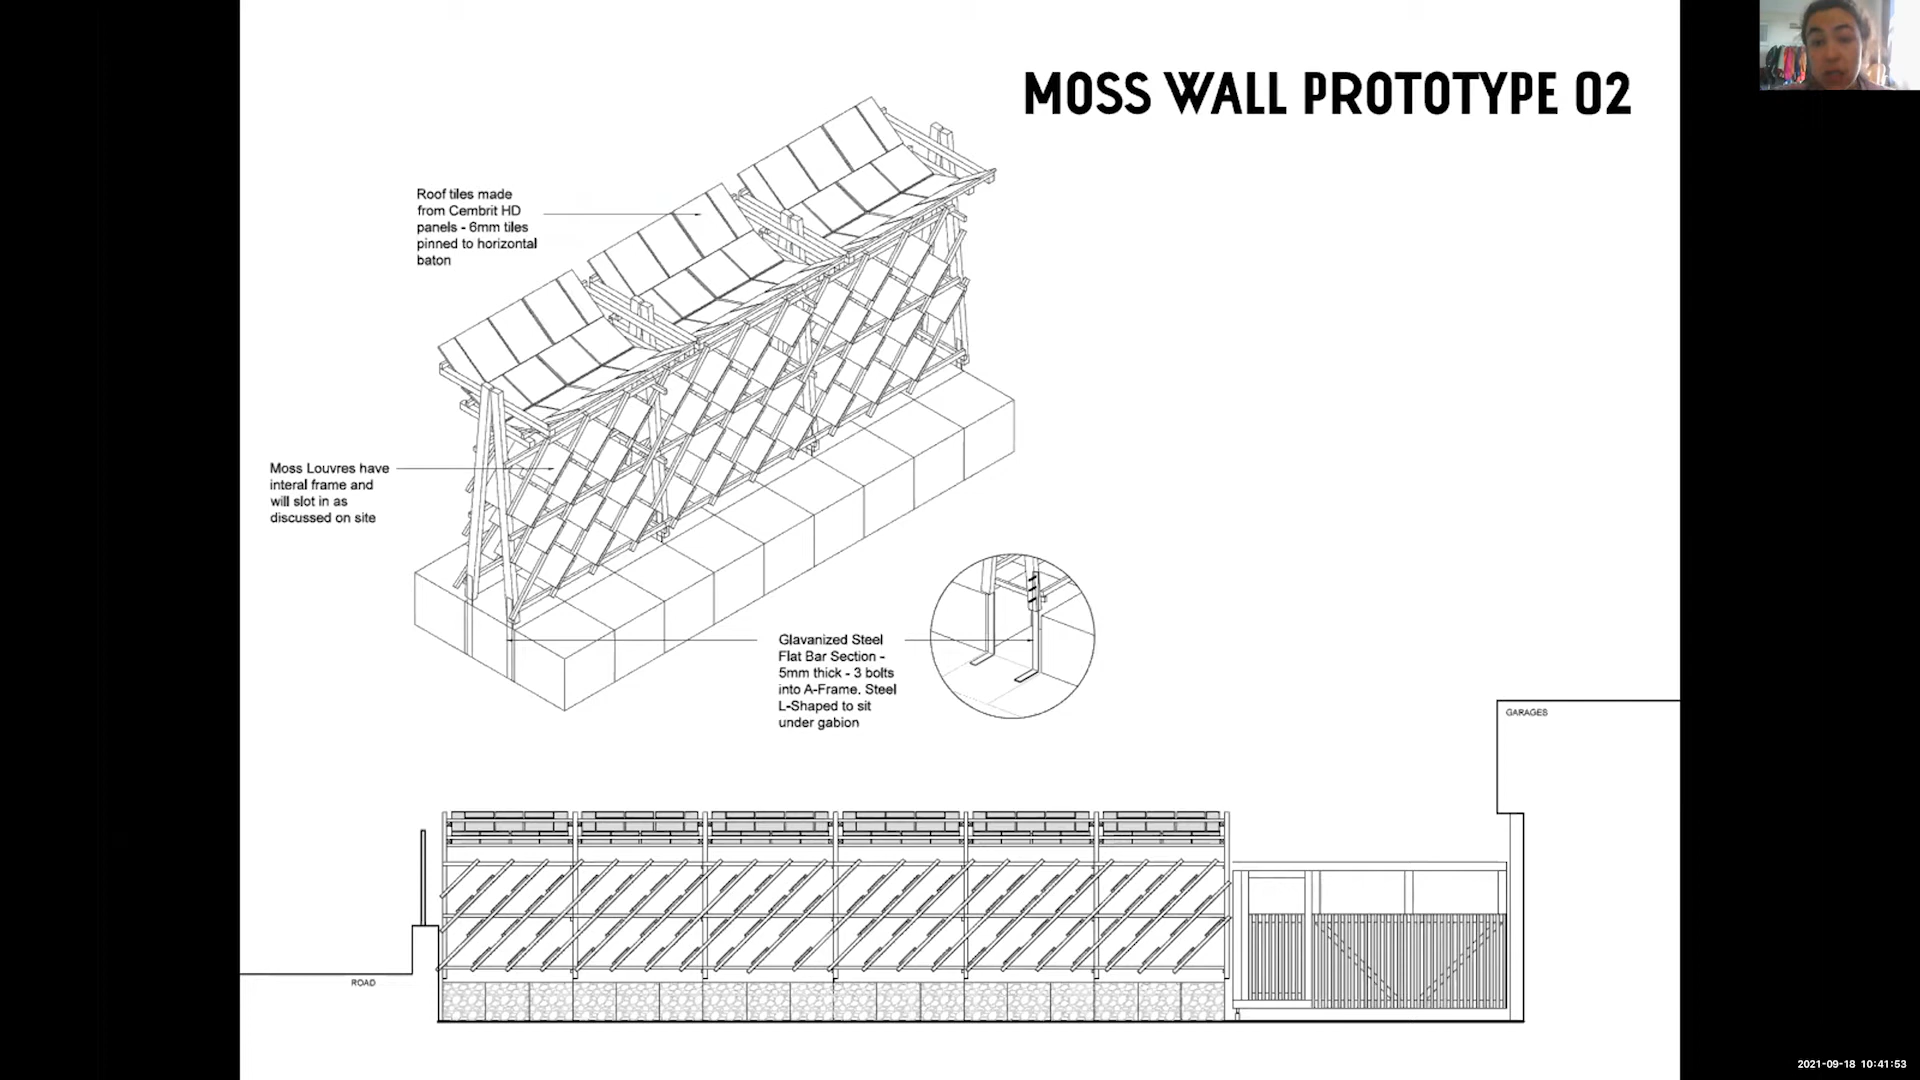 MOSS WALL PROTOTYPE 02
Roof tiles made
from Cembrit HD
panels - 6mm tiles
pinned to horizontal
baton
Moss Louvres have
interal frame and
will slot in as
discussed on site
Glavanized Steel
Flat Bar Section -
5mm thick - 3 bolts
into A-Frame. Steel
L-Shaped to sit
under gabion
GARAGES
ROAD
2021-09-18 10:41:53